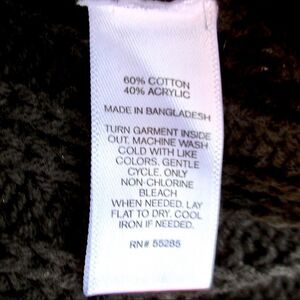 60% COTTON
40% ACRYLIC
MADE IN BANGLADESH
TURN GARMENT INSIDE
OUT. MACHINE WASH
COLD WITH LIKE
COLORS. GENTLE
CYCLE. ONLY
NON-CHLORINE
BLEACH
WHEN NEEDED. LAY
FLAT TO DRY. COOL
IRON IF NEEDED.
RN# 55285